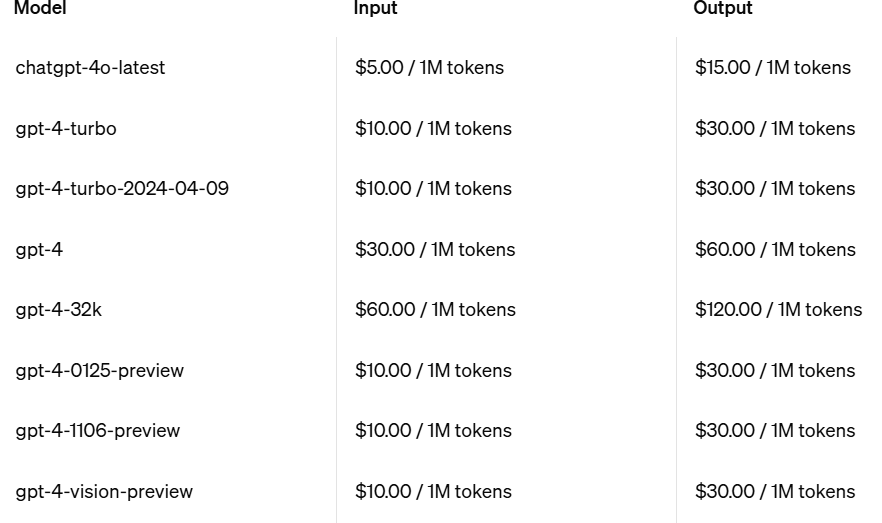 Model Input Output
chatgpt-4o-latest $5.00 / 1M tokens $15.00 / 1M tokens
gpt-4-turbo $10.00 / 1M tokens $30.00 / 1M tokens
gpt-4-turbo-2024-04-09 $10.00 / 1M tokens $30.00 / 1M tokens
gpt-4 $30.00 / 1M tokens $60.00 / 1M tokens
gpt-4-32k $60.00 / 1M tokens $120.00 / 1M tokens
gpt-4-0125-preview $10.00 / 1M tokens $30.00 / 1M tokens
gpt-4-1106-preview $10.00 / 1M tokens $30.00 / 1M tokens
gpt-4-vision-preview $10.00 / 1M tokens $30.00 / 1M tokens